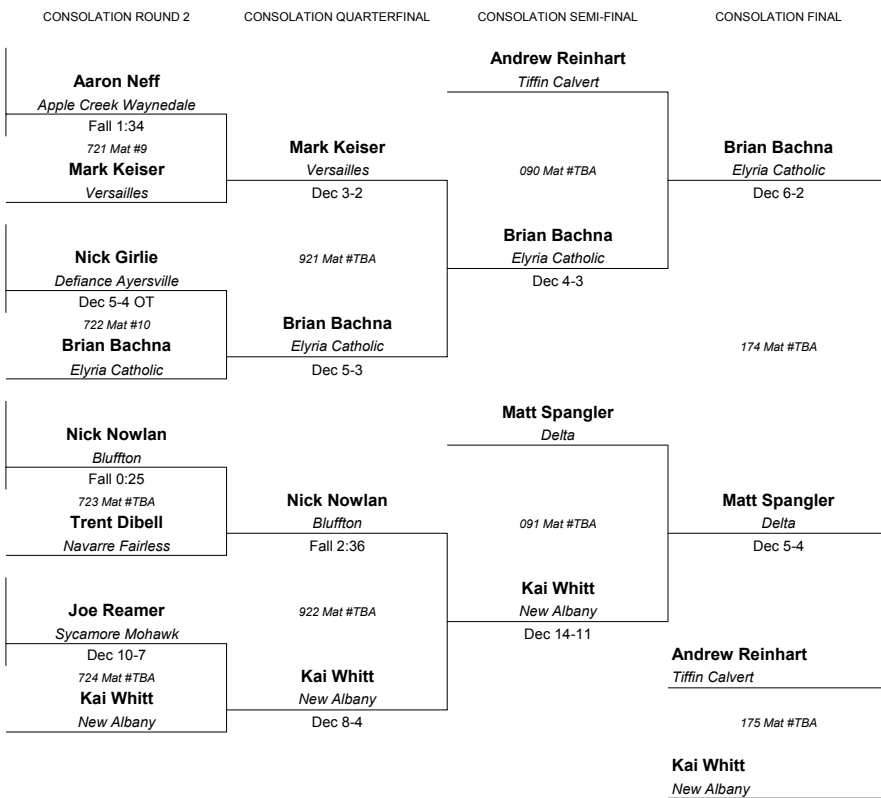 CONSOLATION ROUND 2
CONSOLATION QUARTERFINAL
CONSOLATION SEMI-FINAL
CONSOLATION FINAL
Aaron Neff
Apple Creek Waynedale
Fall 1:34
721 Mat #9
Mark Keiser
Versailles
Nick Girlie
Defiance Ayersville
Dec 5-4 OT
722 Mat #10
Brian Bachna
Elyria Catholic
Nick Nowlan
Bluffton
Fall 0:25
723 Mat #TBA
Trent Dibell
Navarre Fairless
Joe Reamer
Sycamore Mohawk
Dec 10-7
724 Mat #TBA
Kai Whitt
New Albany
Mark Keiser
Versailles
Dec 3-2
921 Mat #TBA
Brian Bachna
Elyria Catholic
Dec 5-3
Nick Nowlan
Bluffton
Fall 2:36
922 Mat #TBA
Kai Whitt
New Albany
Dec 8-4
Andrew Reinhart
Tiffin Calvert
090 Mat #TBA
Brian Bachna
Elyria Catholic
Dec 4-3
Matt Spangler
Delta
091 Mat #TBA
Kai Whitt
New Albany
Dec 14-11
Brian Bachna
Elyria Catholic
Dec 6-2
174 Mat #TBA
Matt Spangler
Delta
Dec 5-4
Andrew Reinhart
Tiffin Calvert
175 Mat #TBA
Kai Whitt
New Albany